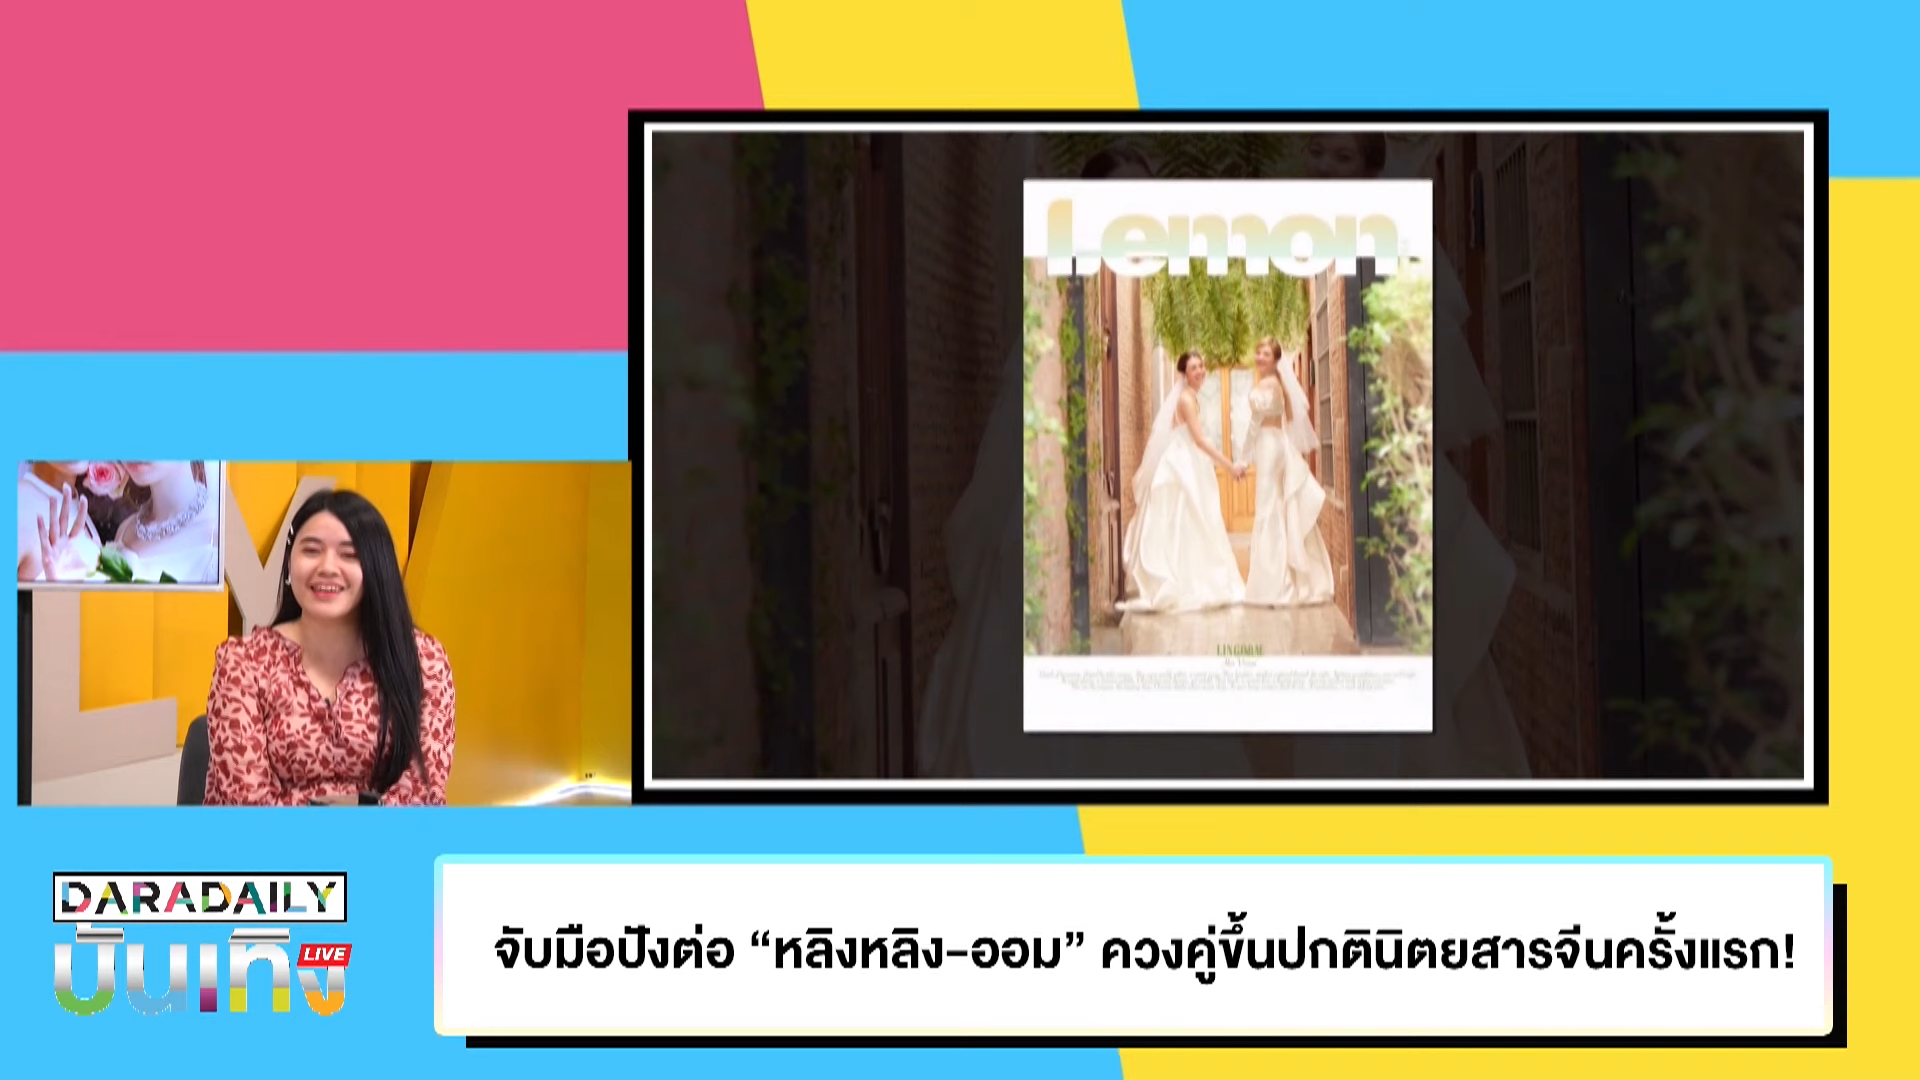 Lemon
LINGORM
DARADAILY
บันเทิง LIVE
จับมือปังต่อ “หลิงหลิง-ออม” ควงคู่ขึ้นปกตินิตยสารจีนครั้งแรก!